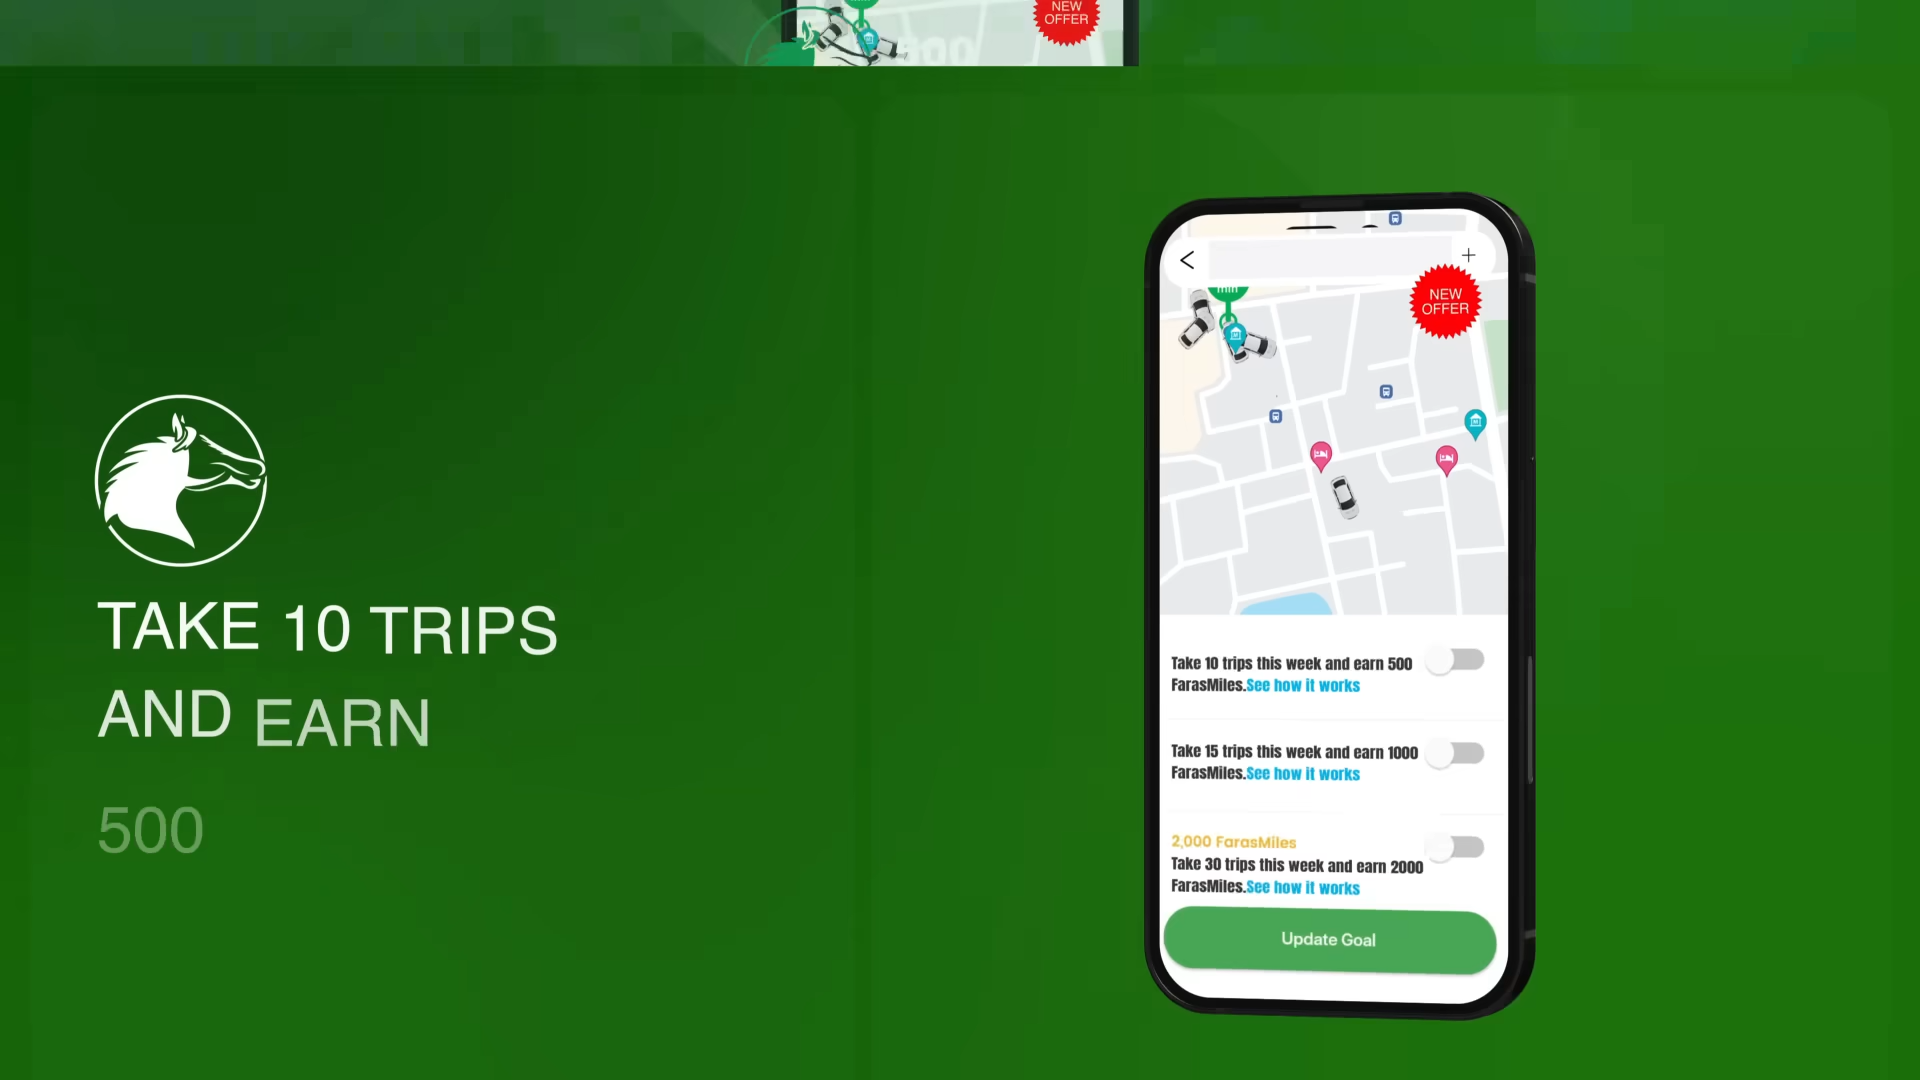 NEW
OFFER
500
TAKE 10 TRIPS
AND EARN
500
NEW
OFFER
min
Take 10 trips this week and earn 500
FarasMiles.See how it works
Take 15 trips this week and earn 1000
FarasMiles.See how it works
2,000 FarasMiles
Take 30 trips this week and earn 2000
FarasMiles.See how it works
Update Goal